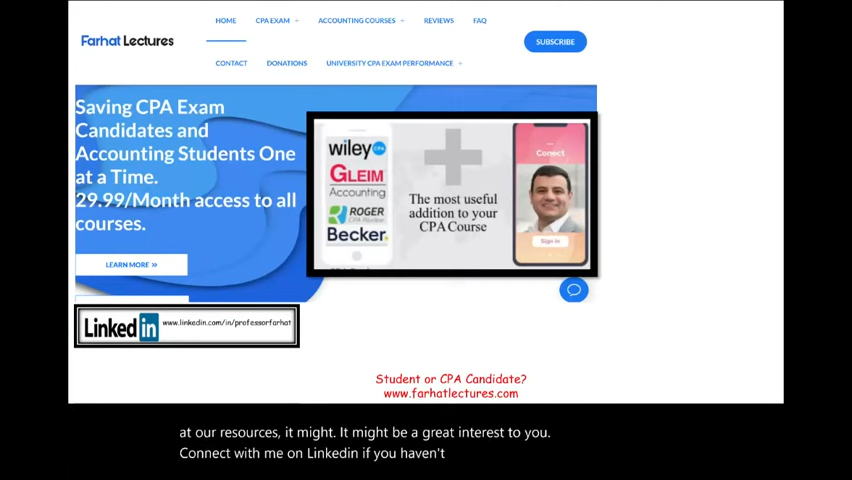 HOME
CPA EXAM
ACCOUNTING COURSES
REVIEWS
FAQ
Farhat Lectures
SUBSCRIBE
CONTACT
DONATIONS
UNIVERSITY CPA EXAM PERFORMANCE
Saving CPA Exam
Candidates and
Accounting Students One
at a Time.
29.99/Month access to all
courses.
LEARN MORE »
wiley CPA
GLEIM
Accounting
ROGER
CPA Review
Becker.
The most useful
addition to your
CPA Course
Conect
Sign in
Linked in
www.linkedin.com/in/professorfarhat
Student or CPA Candidate?
www.farhatlectures.com
at our resources, it might. It might be a great interest to you.
Connect with me on Linkedin if you haven't